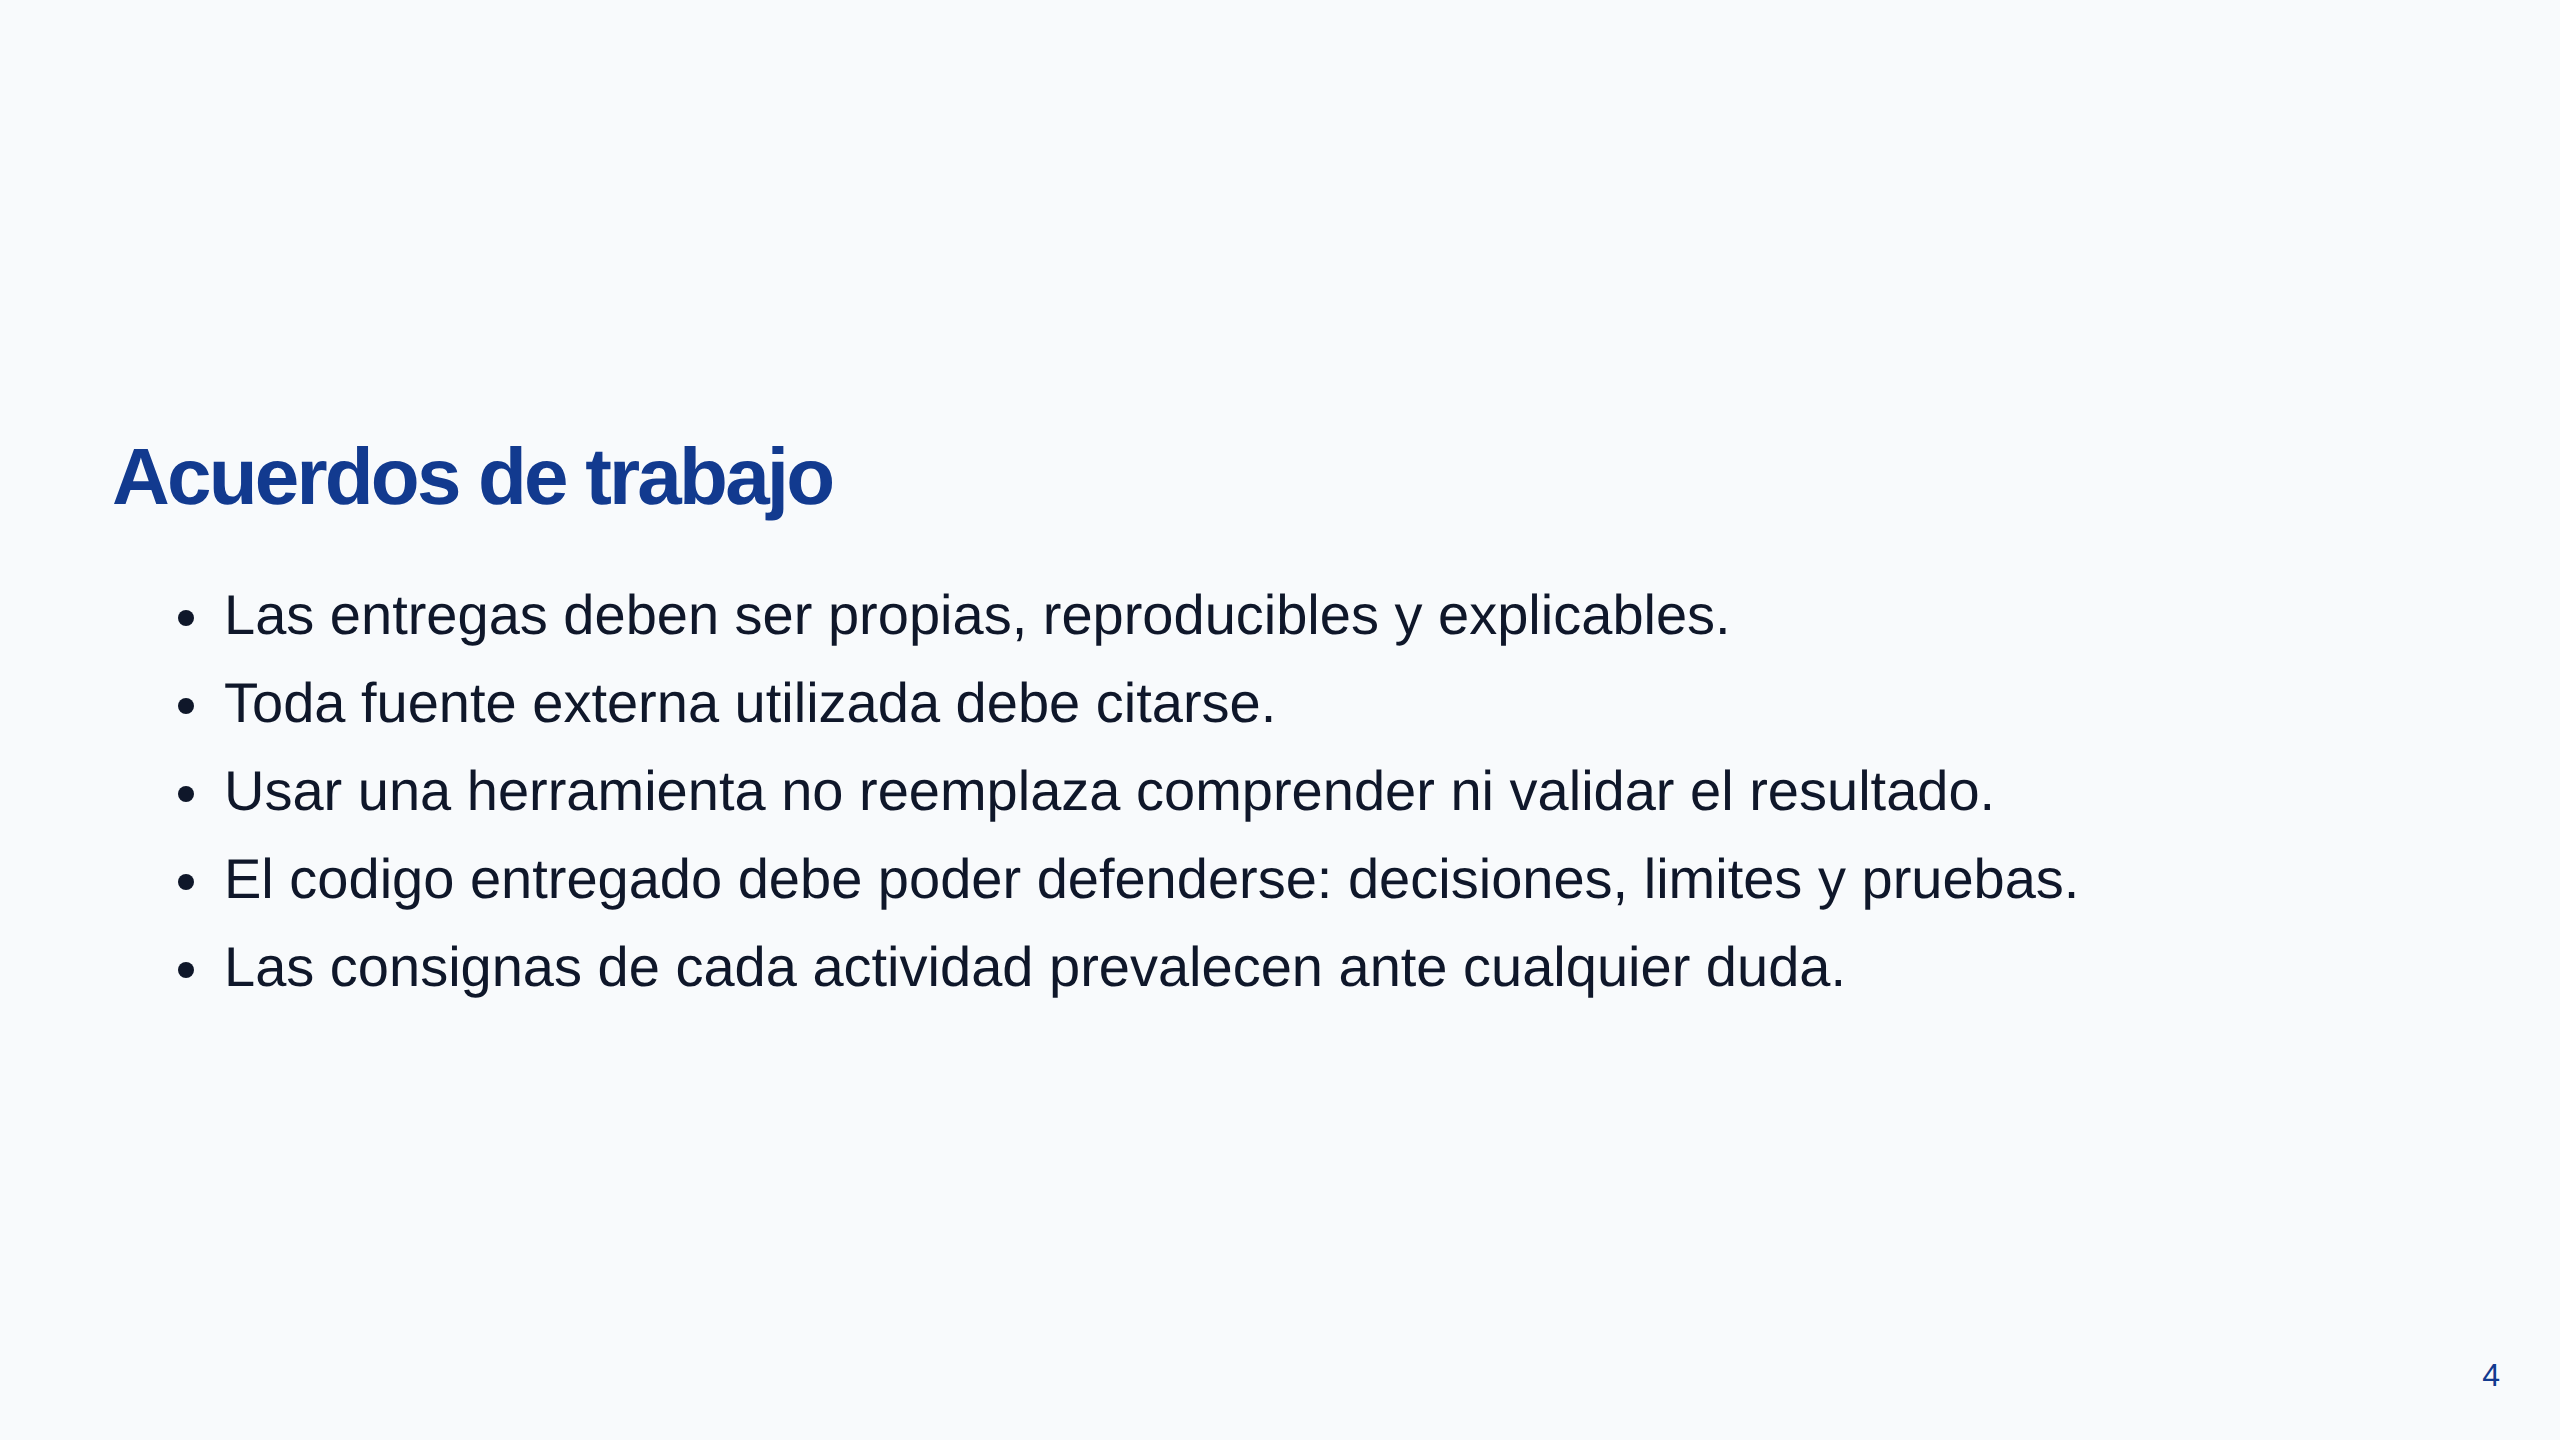 Acuerdos de trabajo
• Las entregas deben ser propias, reproducibles y explicables.
• Toda fuente externa utilizada debe citarse.
• Usar una herramienta no reemplaza comprender ni validar el resultado.
• El codigo entregado debe poder defenderse: decisiones, limites y pruebas.
• Las consignas de cada actividad prevalecen ante cualquier duda.
4